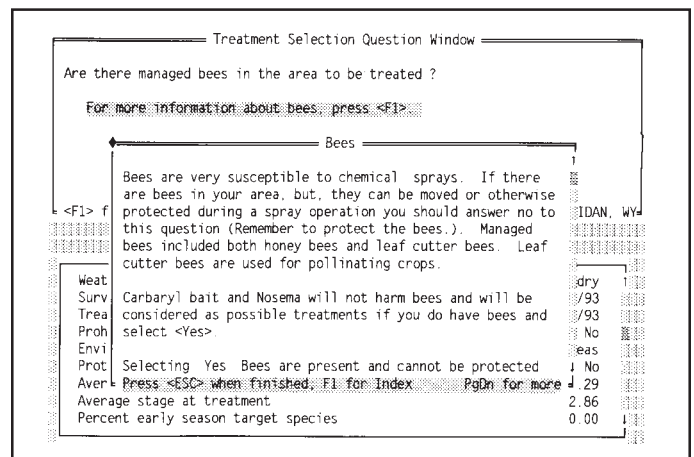 Treatment Selection Question Window
Are there managed bees in the area to be treated ?
For more information about bees, press <F1>.
Bees
Bees are very susceptible to chemical sprays. If there
are bees in your area, but, they can be moved or otherwise
protected during a spray operation you should answer no to
this question (Remember to protect the bees.). Managed
bees included both honey bees and leaf cutter bees. Leaf
cutter bees are used for pollinating crops.
Carbaryl bait and Nosema will not harm bees and will be
considered as possible treatments if you do have bees and
select <Yes>.
Selecting Yes Bees are present and cannot be protected
Press <ESC> when finished, F1 for Index PgDn for more
<F1> f IDAN, WY
Weat dry
Surv /93
Trea /93
Proh No
Envi eas
Prot No
Aver .29
Average stage at treatment 2.86
Percent early season target species 0.00